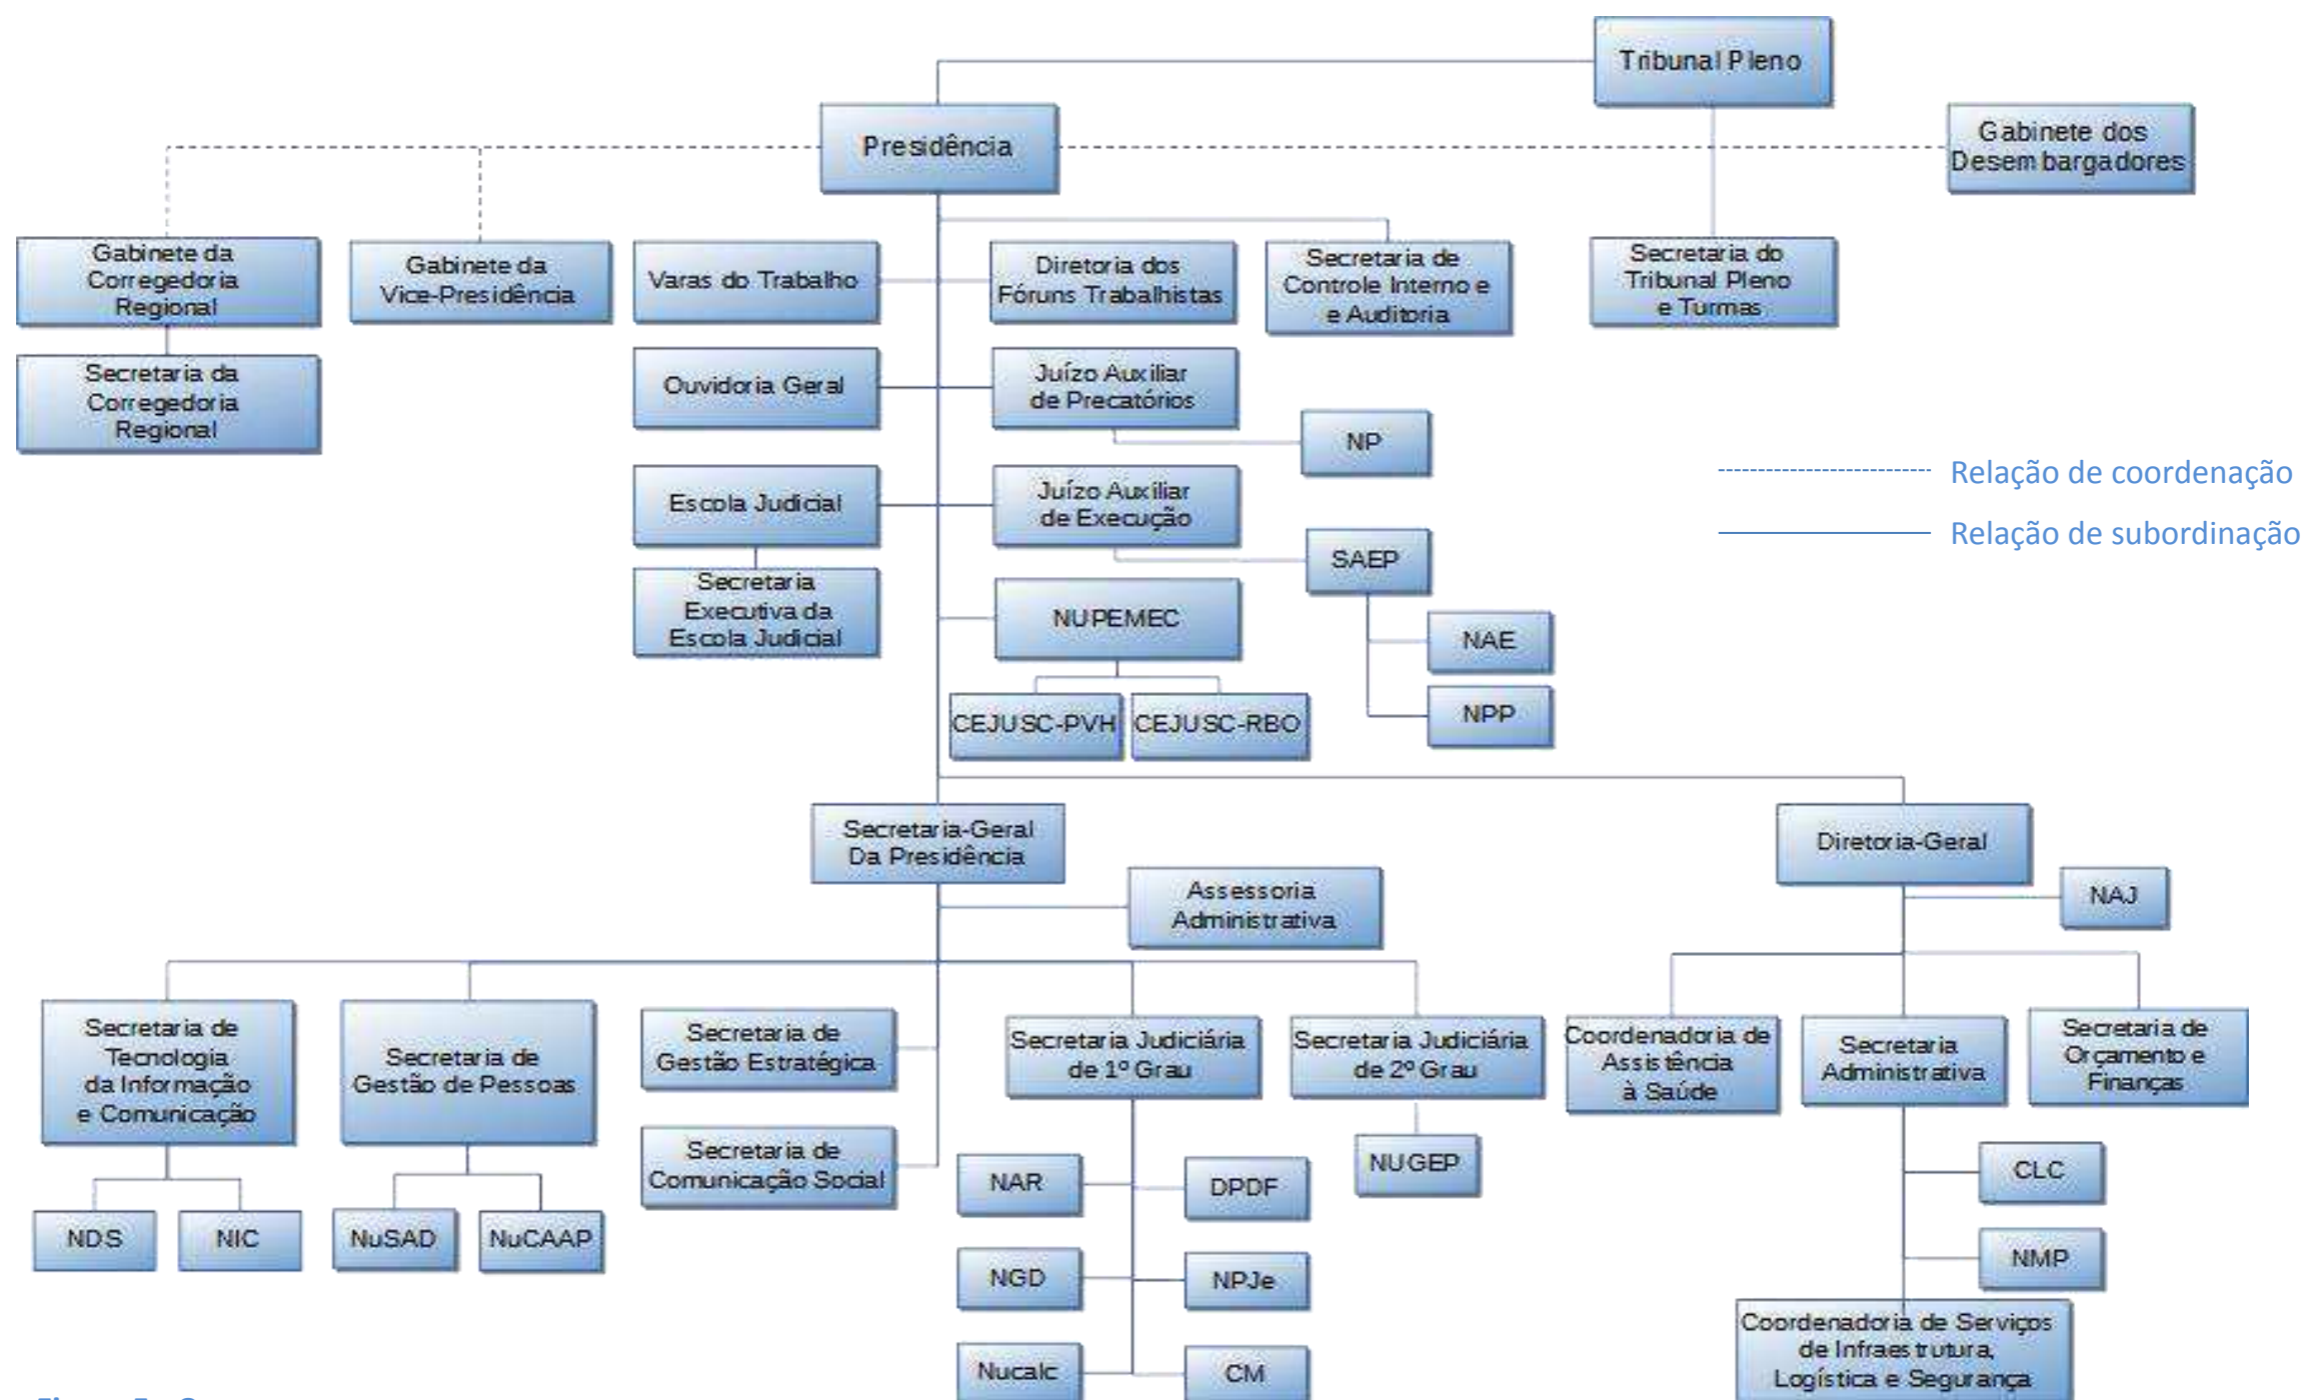 Tribunal Pleno
Presidência
Gabinete dos
Desembargadores
Gabinete da
Corregedoria
Regional
Gabinete da
Vice-Presidência
Varas do Trabalho
Diretoria dos
Fóruns Trabalhistas
Secretaria de
Controle Interno e
e Auditoria
Secretaria do
Tribunal Pleno
e Turmas
Secretaria da
Corregedoria
Regional
Ouvidoria Geral
Juízo Auxiliar
de Precatórios
NP
Relação de coordenação
Relação de subordinação
Escola Judicial
Juízo Auxiliar
de Execução
SAEP
Secretaria
Executiva da
Escola Judicial
NUPEMEC
NAE
NPP
CEJUSC-PVH
CEJUSC-RBO
Secretaria-Geral
Da Presidência
Diretoria-Geral
Assessoria
Administrativa
NAJ
Secretaria de
Tecnologia
da Informação
e Comunicação
Secretaria de
Gestão de Pessoas
Secretaria de
Gestão Estratégica
Secretaria Judiciária
de 1º Grau
Secretaria Judiciária
de 2º Grau
Coordenadoria de
Assistência
à Saúde
Secretaria
Administrativa
Secretaria de
Orçamento e
Finanças
Secretaria de
Comunicação Social
NUGEP
CLC
NAR
DPDF
NDS
NIC
NuSAD
NuCAAP
NMP
NGD
NPJe
Coordenadoria de Serviços
de Infraestrutura,
Logística e Segurança
Nucalc
CM